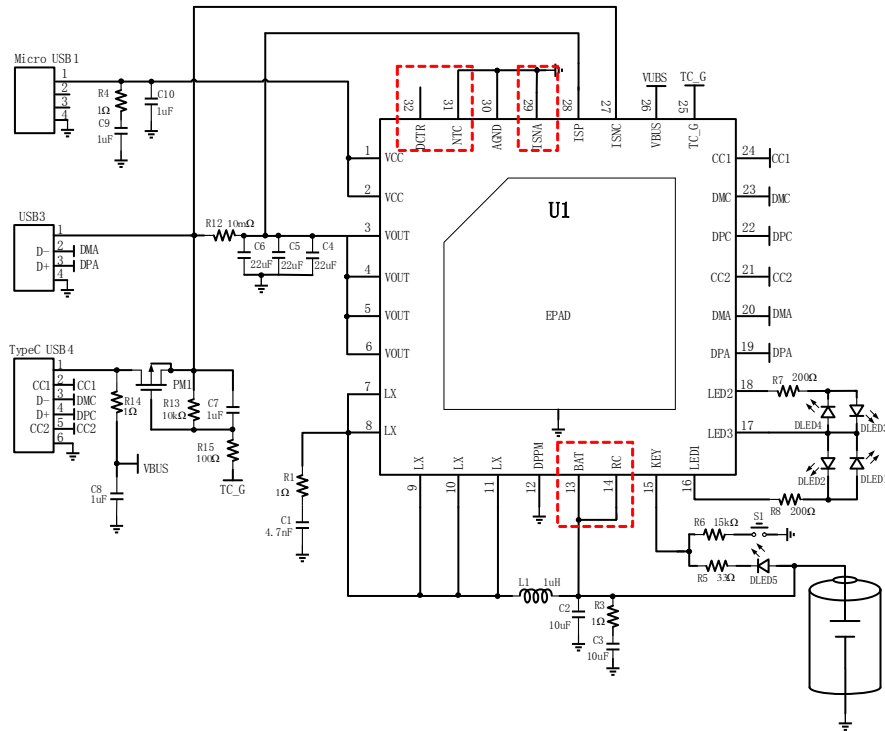 Micro USB1
1
2
3
4
R4
1Ω
C9
1uF
C10
1uF
USB3
1
D- 2 DMA
D+ 3 DPA
4
R12 10mΩ
C6
22uF
C5
22uF
C4
22uF
TypeC USB4
1
CC1 2 CC1
D- 3 DMC
D+ 4 DPC
CC2 5 CC2
6
R14
1Ω
VBUS
C8
1uF
PM1
R13
10kΩ
C7
1uF
R15
100Ω
TC_G
R1
1Ω
C1
4.7nF
VUBS
TC_G
32
31
30
29
28
27
26
25
DCTR
NTC
AGND
ISNA
ISP
ISNC
VBUS
TC_G
1 VCC
2 VCC
3 VOUT
4 VOUT
5 VOUT
6 VOUT
7 LX
8 LX
U1
EPAD
CC1 24 CC1
DMC 23 DMC
DPC 22 DPC
CC2 21 CC2
DMA 20 DMA
DPA 19 DPA
LED2 18
LED3 17
LX
LX
LX
DPPM
BAT
RC
KEY
LED1
9
10
11
12
13
14
15
16
R7 200Ω
DLED4
DLED3
DLED2
DLED1
R8 200Ω
R6 15kΩ
S1
R5 33Ω
DLED5
L1 1uH
C2
10uF
R3
1Ω
C3
10uF